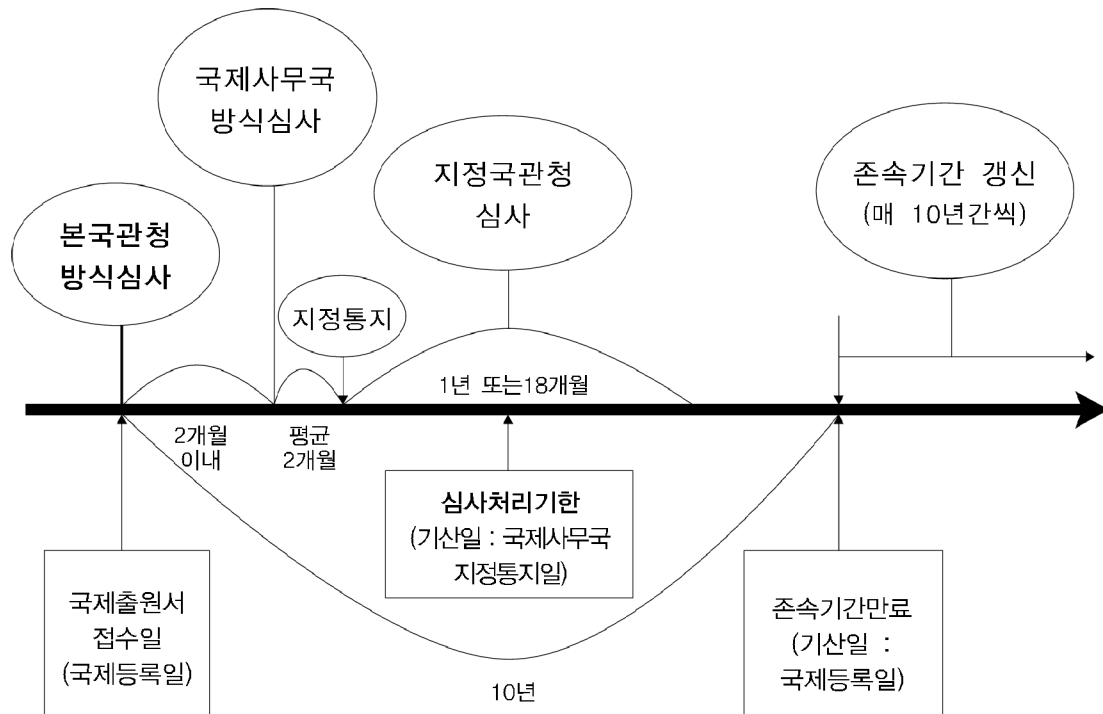 국제사무국
방식심사
지정국관청
심사
존속기간 갱신
(매 10년간씩)
본국관청
방식심사
지정통지
1년 또는18개월
2개월
이내
평균
2개월
심사처리기한
(기산일 : 국제사무국
지정통지일)
국제출원서
접수일
(국제등록일)
존속기간만료
(기산일 :
국제등록일)
10년